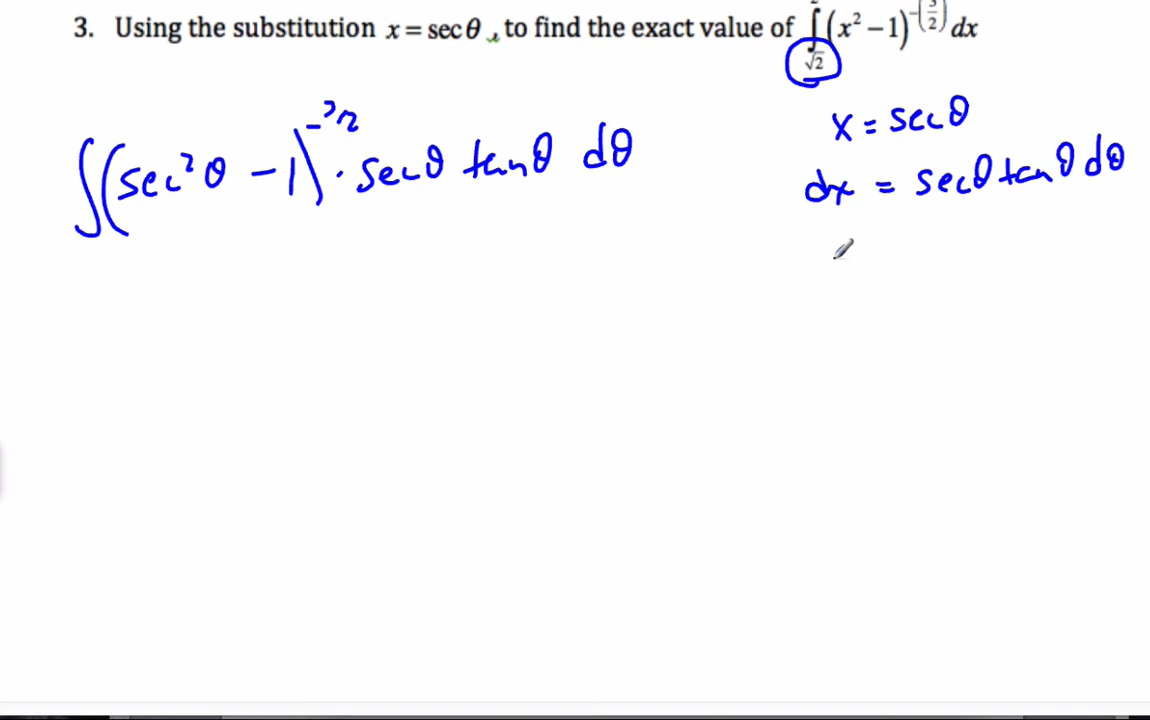 3. Using the substitution x = secθ , to find the exact value of ∫√2 (x² – 1)^-(3/2) dx
x = secθ
∫(sec²θ – 1)^-3/2 · secθ tanθ dθ
dx = secθ tanθ dθ